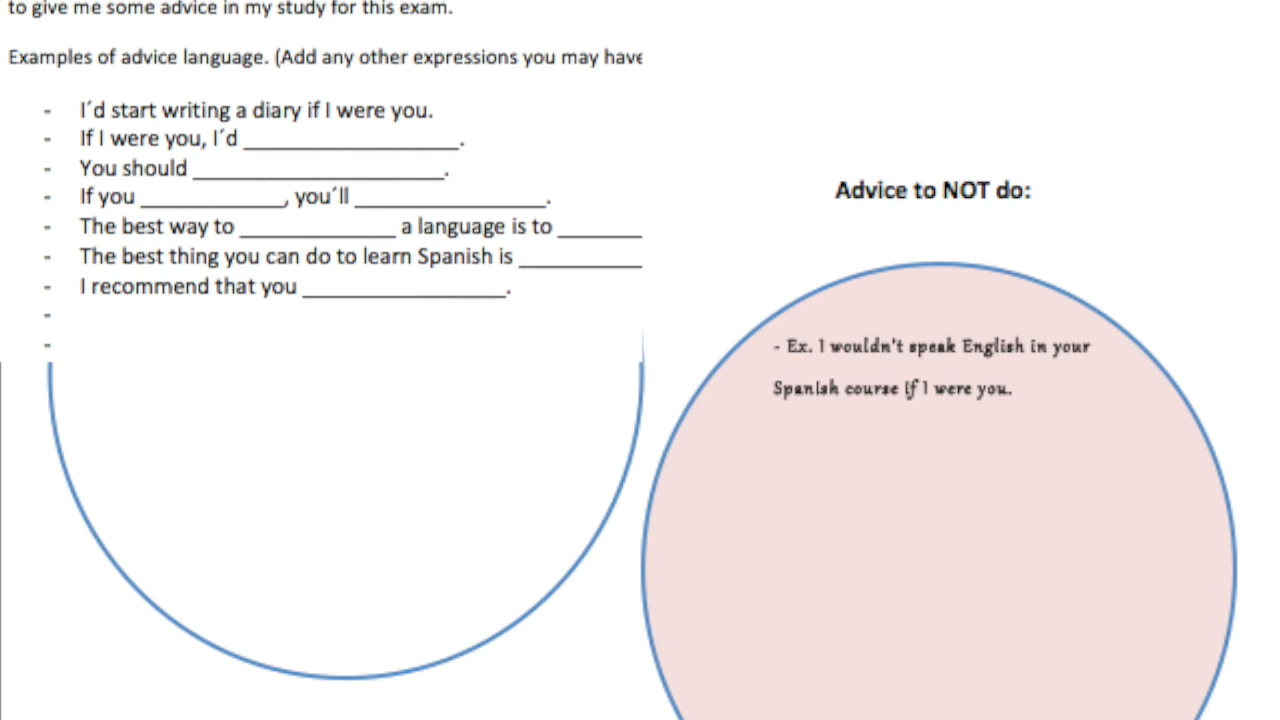 to give me some advice in my study for this exam.
Examples of advice language. (Add any other expressions you may have
- I´d start writing a diary if I were you.
- If I were you, I´d ___________________.
- You should ______________________.
- If you _____________, you´ll _________________.
- The best way to ______________ a language is to ________
- The best thing you can do to learn Spanish is ___________
- I recommend that you __________________.
-
-
Advice to NOT do:
- Ex. I wouldn't speak English in your
Spanish course if I were you.